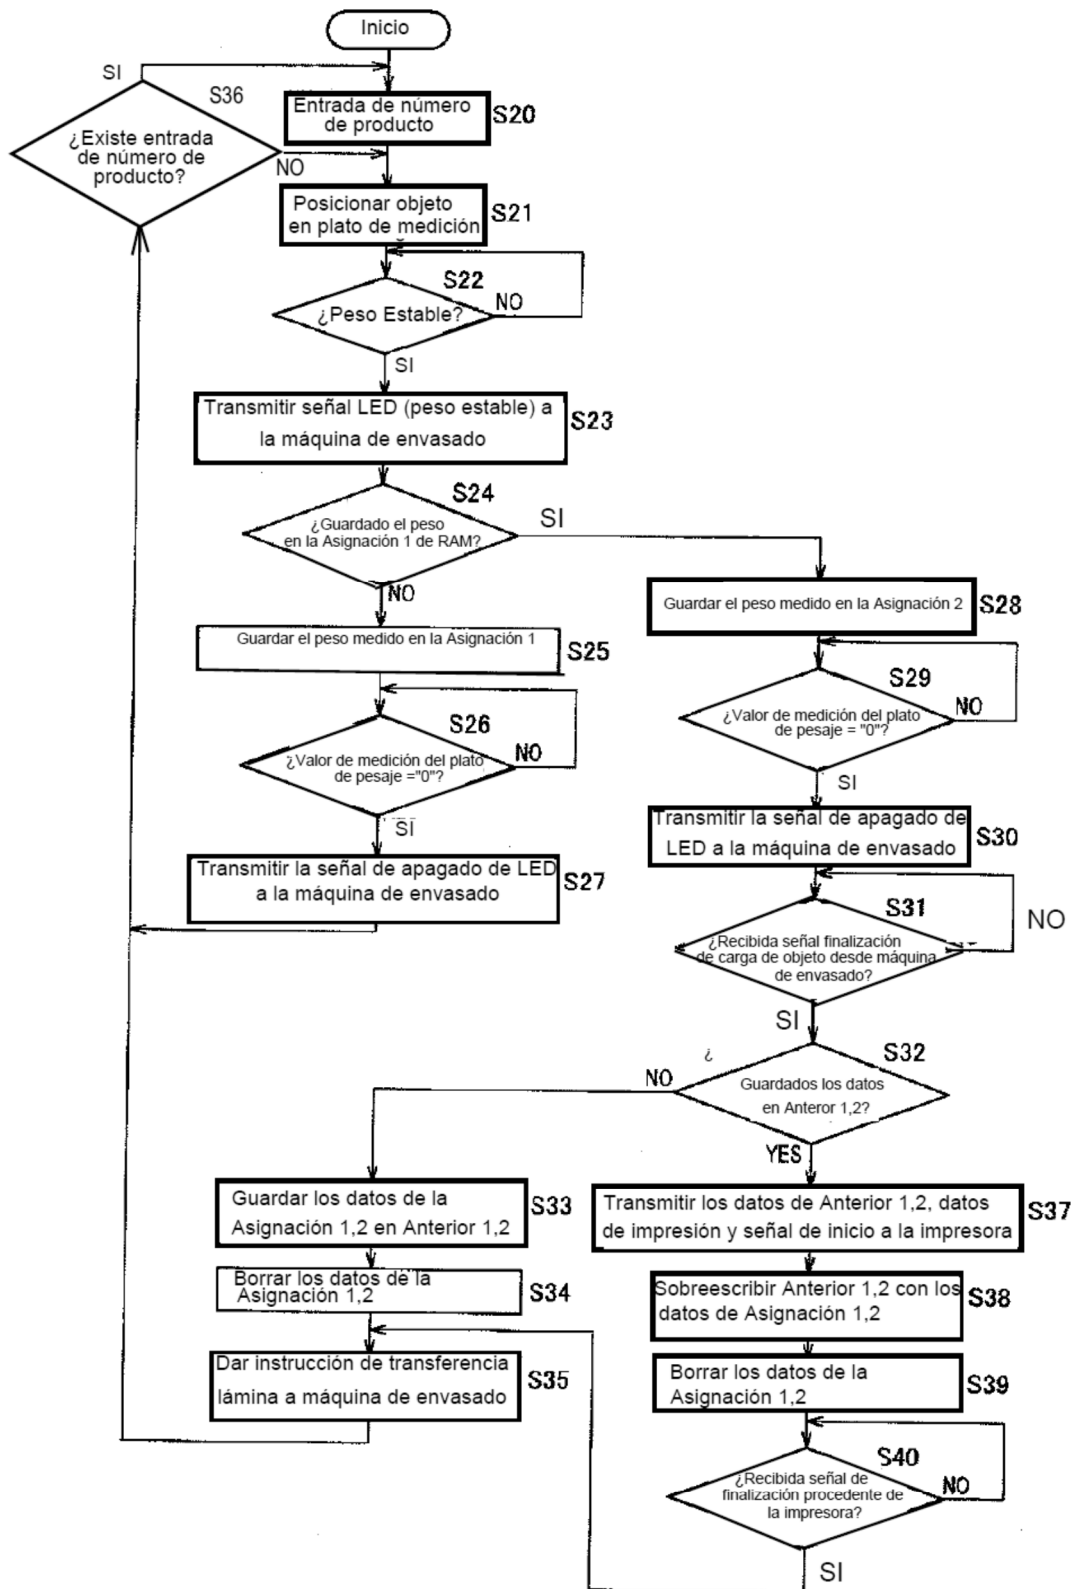 Inicio
SI
S36
¿Existe entrada
de número de
producto?
NO
Entrada de número
de producto
S20
Posicionar objeto
en plato de medición
S21
S22
¿Peso Estable?
NO
SI
Transmitir señal LED (peso estable) a
la máquina de envasado
S23
S24
¿Guardado el peso
en la Asignación 1 de RAM?
SI
NO
Guardar el peso medido en la Asignación 1
S25
S26
¿Valor de medición del plato
de pesaje ="0"?
NO
SI
Transmitir la señal de apagado de LED
a la máquina de envasado
S27
Guardar el peso medido en la Asignación 2
S28
S29
¿Valor de medición del plato
de pesaje = "0"?
NO
SI
Transmitir la señal de apagado de
LED a la máquina de envasado
S30
S31
¿Recibida señal finalización
de carga de objeto desde máquina
de envasado?
NO
SI
S32
¿
Guardados los datos
en Anteror 1,2?
NO
YES
Guardar los datos de la
Asignación 1,2 en Anterior 1,2
S33
Borrar los datos de la
Asignación 1,2
S34
Dar instrucción de transferencia
lámina a máquina de envasado
S35
Transmitir los datos de Anterior 1,2, datos
de impresión y señal de inicio a la impresora
S37
Sobreescribir Anterior 1,2 con los
datos de Asignación 1,2
S38
Borrar los datos de la
Asignación 1,2
S39
S40
¿Recibida señal de
finalización procedente de
la impresora?
NO
SI